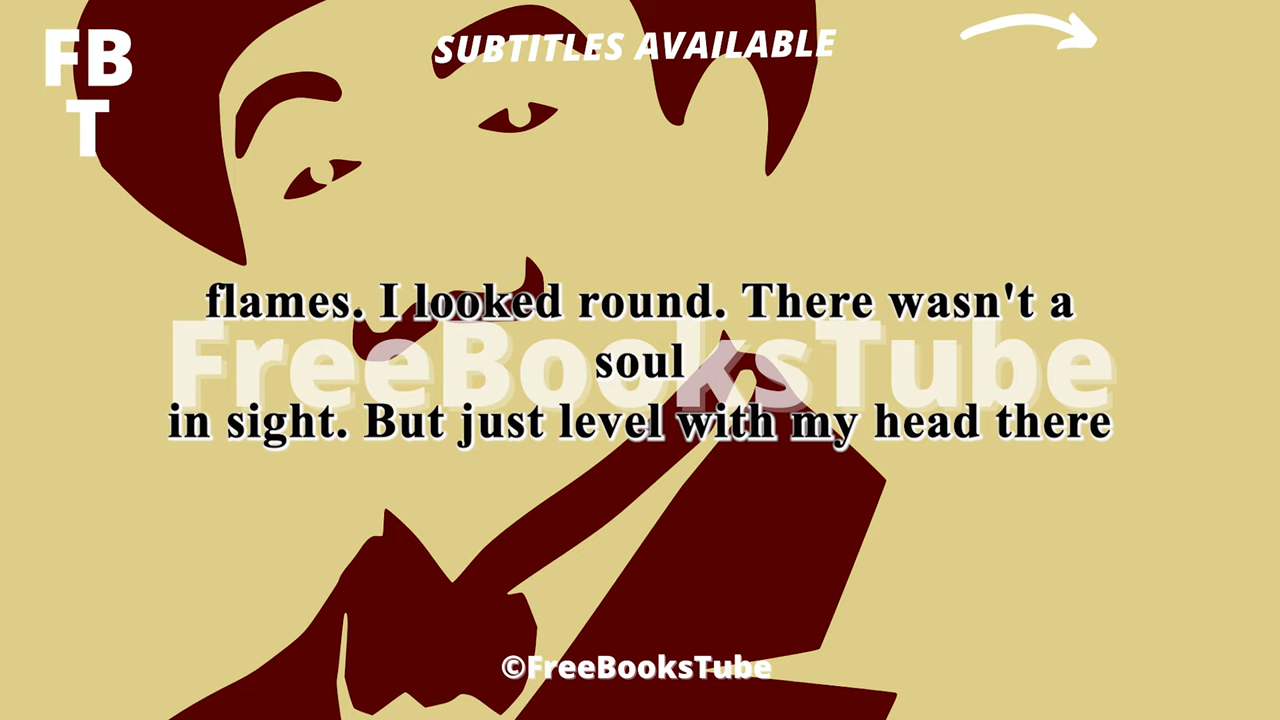 FB
T
SUBTITLES AVAILABLE
flames. I looked round. There wasn't a
soul
FreeBooksTube
in sight. But just level with my head there
©FreeBooksTube